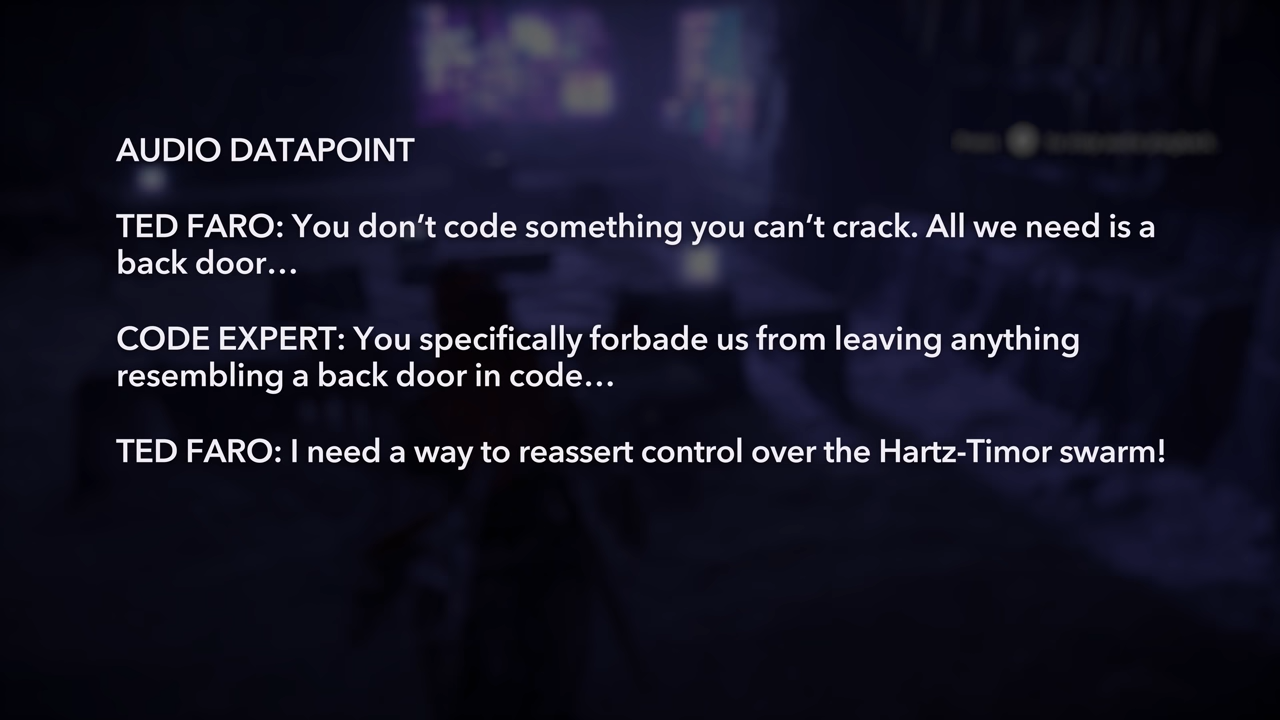 AUDIO DATAPOINT
TED FARO: You don’t code something you can’t crack. All we need is a
back door…
CODE EXPERT: You specifically forbade us from leaving anything
resembling a back door in code…
TED FARO: I need a way to reassert control over the Hartz-Timor swarm!